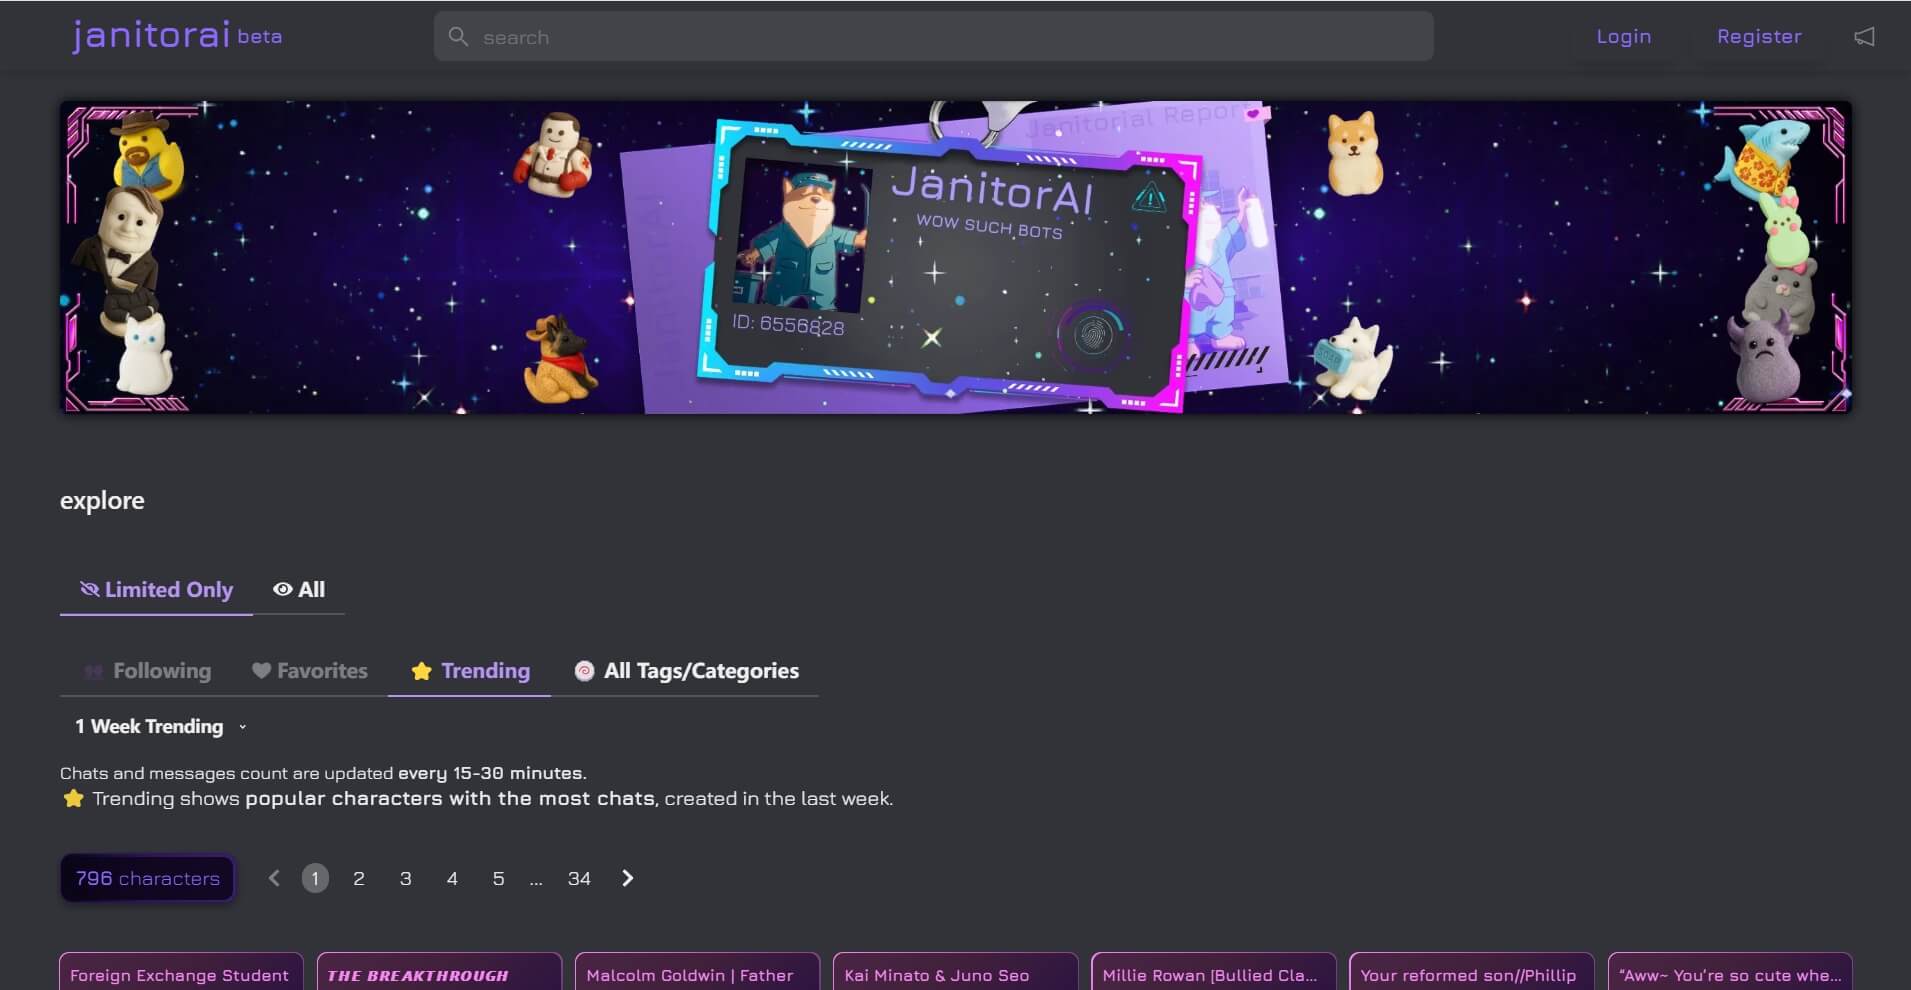 janitorai beta
search
Login
Register
Janitorial Report
JanitorAI
WOW SUCH BOTS
ID: 6556828
SOAP
explore
Limited Only
All
Following
Favorites
Trending
All Tags/Categories
1 Week Trending
Chats and messages count are updated every 15-30 minutes.
Trending shows popular characters with the most chats, created in the last week.
796 characters
1 2 3 4 5 ... 34
Foreign Exchange Student
THE BREAKTHROUGH
Malcolm Goldwin | Father
Kai Minato & Juno Seo
Millie Rowan [Bullied Cla...
Your reformed son//Phillip
“Aww~ You’re so cute whe...